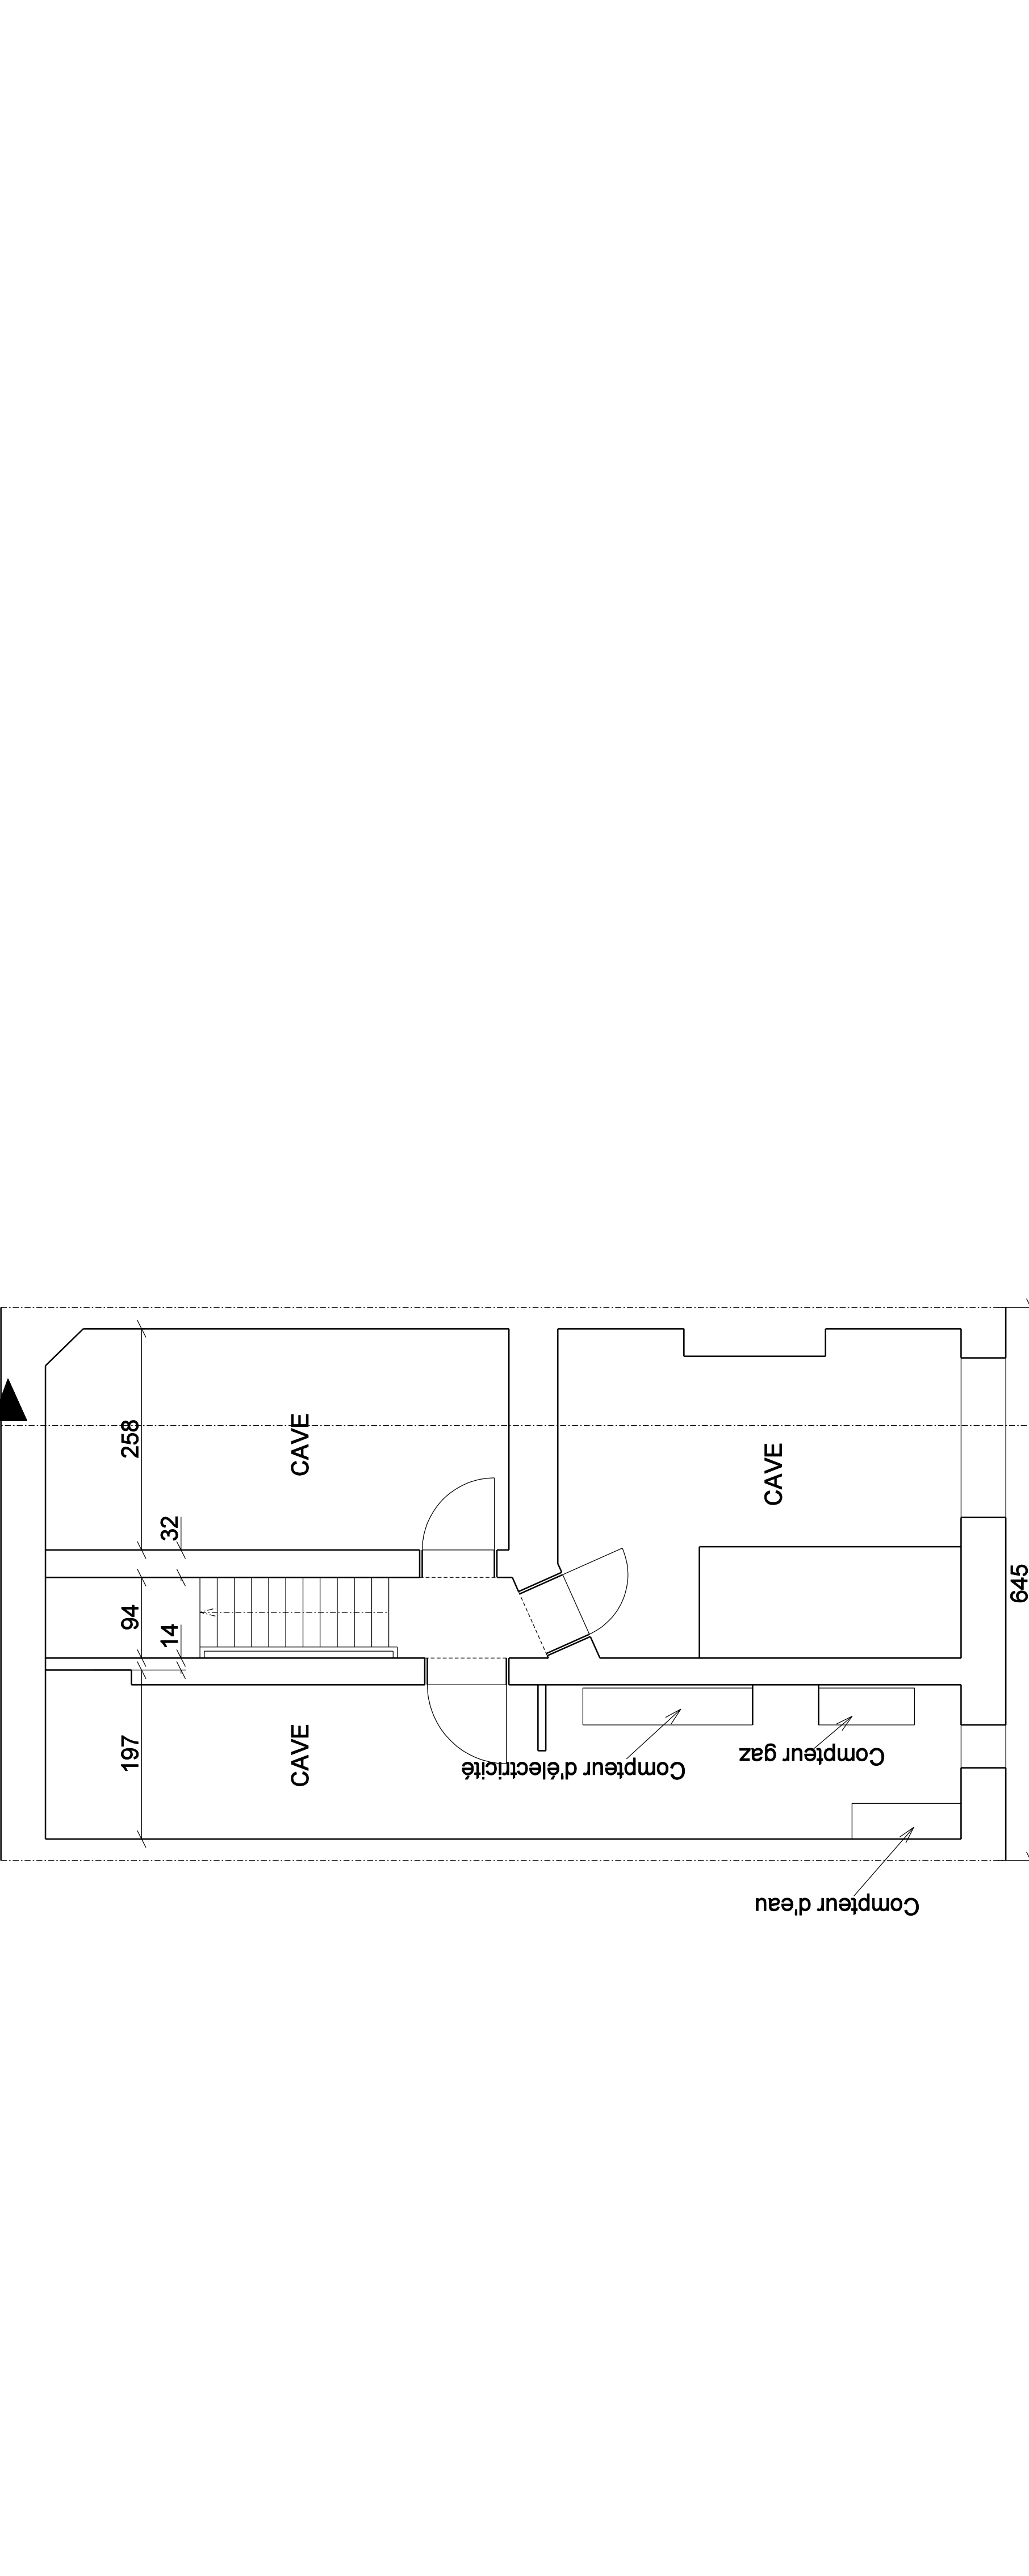 258
CAVE
CAVE
32
94
14
645
197
CAVE
Compteur d'électricité
Compteur gaz
Compteur d'eau